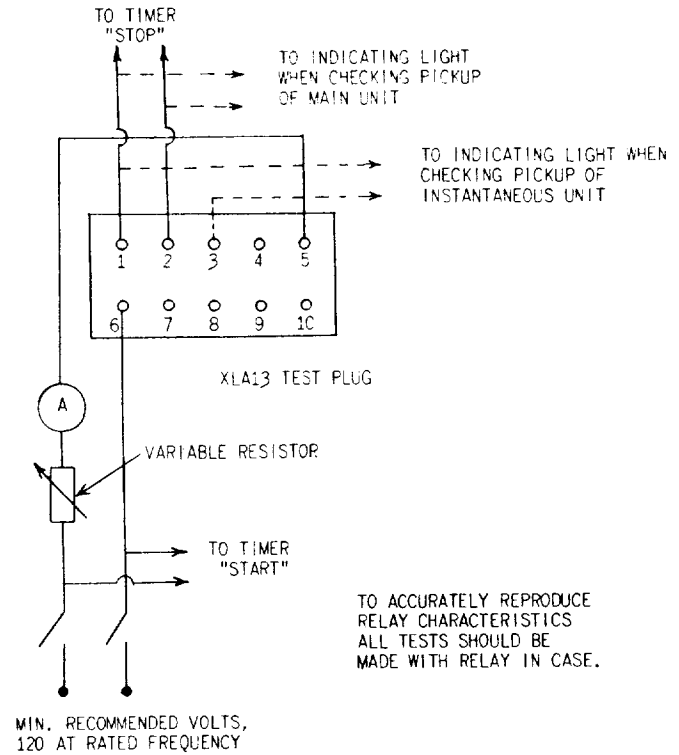 TO TIMER
"STOP"
TO INDICATING LIGHT
WHEN CHECKING PICKUP
OF MAIN UNIT
TO INDICATING LIGHT WHEN
CHECKING PICKUP OF
INSTANTANEOUS UNIT
1 2 3 4 5
6 7 8 9 10
XLA13 TEST PLUG
A
VARIABLE RESISTOR
TO TIMER
"START"
TO ACCURATELY REPRODUCE
RELAY CHARACTERISTICS
ALL TESTS SHOULD BE
MADE WITH RELAY IN CASE.
MIN. RECOMMENDED VOLTS,
120 AT RATED FREQUENCY